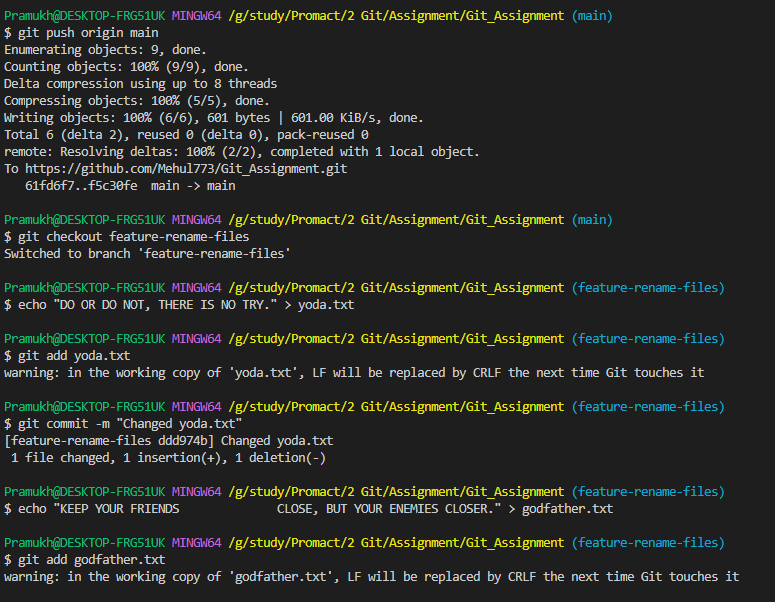 Pramukh@DESKTOP-FRG51UK MINGW64 /g/study/Promact/2 Git/Assignment/Git_Assignment (main)
$ git push origin main
Enumerating objects: 9, done.
Counting objects: 100% (9/9), done.
Delta compression using up to 8 threads
Compressing objects: 100% (5/5), done.
Writing objects: 100% (6/6), 601 bytes | 601.00 KiB/s, done.
Total 6 (delta 2), reused 0 (delta 0), pack-reused 0
remote: Resolving deltas: 100% (2/2), completed with 1 local object.
To https://github.com/Mehul773/Git_Assignment.git
   61fd6f7..f5c30fe  main -> main

Pramukh@DESKTOP-FRG51UK MINGW64 /g/study/Promact/2 Git/Assignment/Git_Assignment (main)
$ git checkout feature-rename-files
Switched to branch 'feature-rename-files'

Pramukh@DESKTOP-FRG51UK MINGW64 /g/study/Promact/2 Git/Assignment/Git_Assignment (feature-rename-files)
$ echo "DO OR DO NOT, THERE IS NO TRY." > yoda.txt

Pramukh@DESKTOP-FRG51UK MINGW64 /g/study/Promact/2 Git/Assignment/Git_Assignment (feature-rename-files)
$ git add yoda.txt
warning: in the working copy of 'yoda.txt', LF will be replaced by CRLF the next time Git touches it

Pramukh@DESKTOP-FRG51UK MINGW64 /g/study/Promact/2 Git/Assignment/Git_Assignment (feature-rename-files)
$ git commit -m "Changed yoda.txt"
[feature-rename-files ddd974b] Changed yoda.txt
 1 file changed, 1 insertion(+), 1 deletion(-)

Pramukh@DESKTOP-FRG51UK MINGW64 /g/study/Promact/2 Git/Assignment/Git_Assignment (feature-rename-files)
$ echo "KEEP YOUR FRIENDS              CLOSE, BUT YOUR ENEMIES CLOSER." > godfather.txt

Pramukh@DESKTOP-FRG51UK MINGW64 /g/study/Promact/2 Git/Assignment/Git_Assignment (feature-rename-files)
$ git add godfather.txt
warning: in the working copy of 'godfather.txt', LF will be replaced by CRLF the next time Git touches it